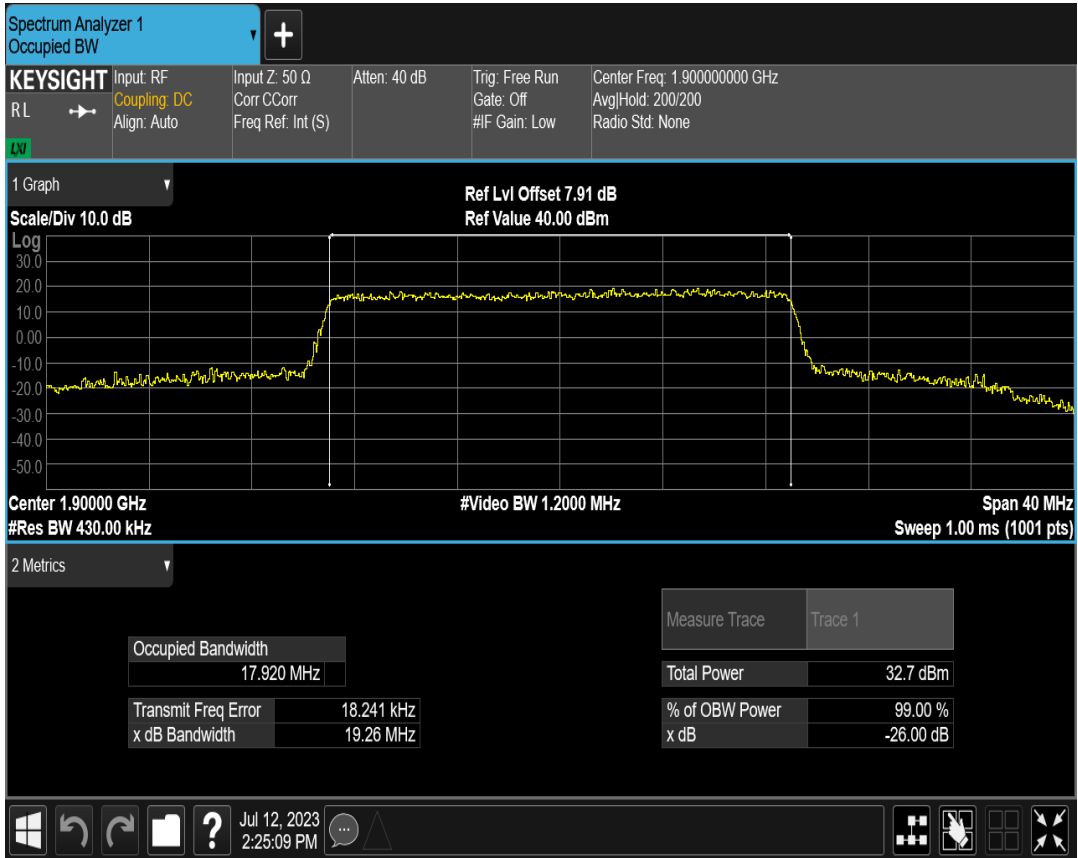 Spectrum Analyzer 1
Occupied BW
KEYSIGHT
RL
LXI
Input: RF
Coupling: DC
Align: Auto
Input Z: 50 Ω
Corr CCorr
Freq Ref: Int (S)
Atten: 40 dB
Trig: Free Run
Gate: Off
#IF Gain: Low
Center Freq: 1.900000000 GHz
Avg|Hold: 200/200
Radio Std: None
1 Graph
Scale/Div 10.0 dB
Ref Lvl Offset 7.91 dB
Ref Value 40.00 dBm
Log
30.0
20.0
10.0
0.00
-10.0
-20.0
-30.0
-40.0
-50.0
Center 1.90000 GHz
#Video BW 1.2000 MHz
Span 40 MHz
#Res BW 430.00 kHz
Sweep 1.00 ms (1001 pts)
2 Metrics
Measure Trace Trace 1
Occupied Bandwidth
17.920 MHz
Total Power 32.7 dBm
Transmit Freq Error 18.241 kHz
% of OBW Power 99.00 %
x dB Bandwidth 19.26 MHz
x dB -26.00 dB
?
Jul 12, 2023
2:25:09 PM